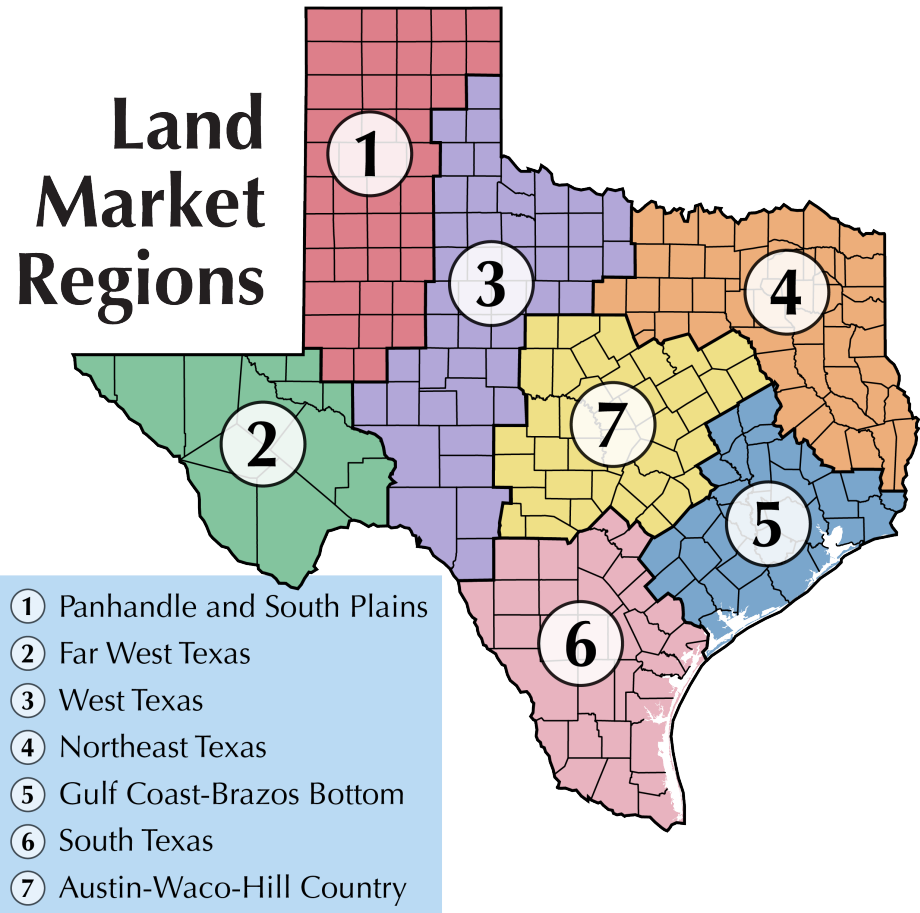 Land
Market
Regions
1
2
3
4
5
6
7
1 Panhandle and South Plains
2 Far West Texas
3 West Texas
4 Northeast Texas
5 Gulf Coast-Brazos Bottom
6 South Texas
7 Austin-Waco-Hill Country